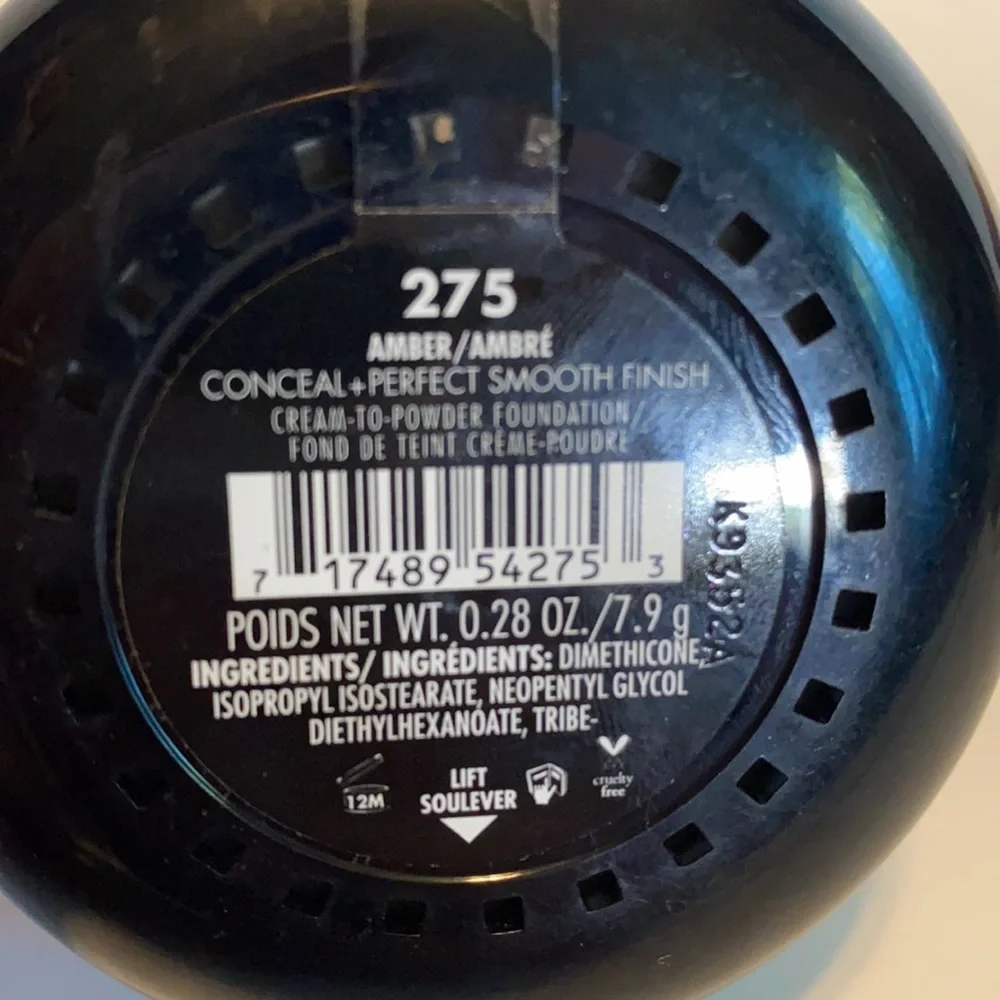 275
AMBER/AMBRÉ
CONCEAL+PERFECT SMOOTH FINISH
CREAM-TO-POWDER FOUNDATION/
FOND DE TEINT CRÈME-POUDRE
7 17489 54275 3
POIDS NET WT. 0.28 OZ./7.9 g
INGREDIENTS/ INGRÉDIENTS: DIMETHICONE,
ISOPROPYL ISOSTEARATE, NEOPENTYL GLYCOL
DIETHYLHEXANOATE, TRIBE-
12M
LIFT
SOULEVER
cruelty
free